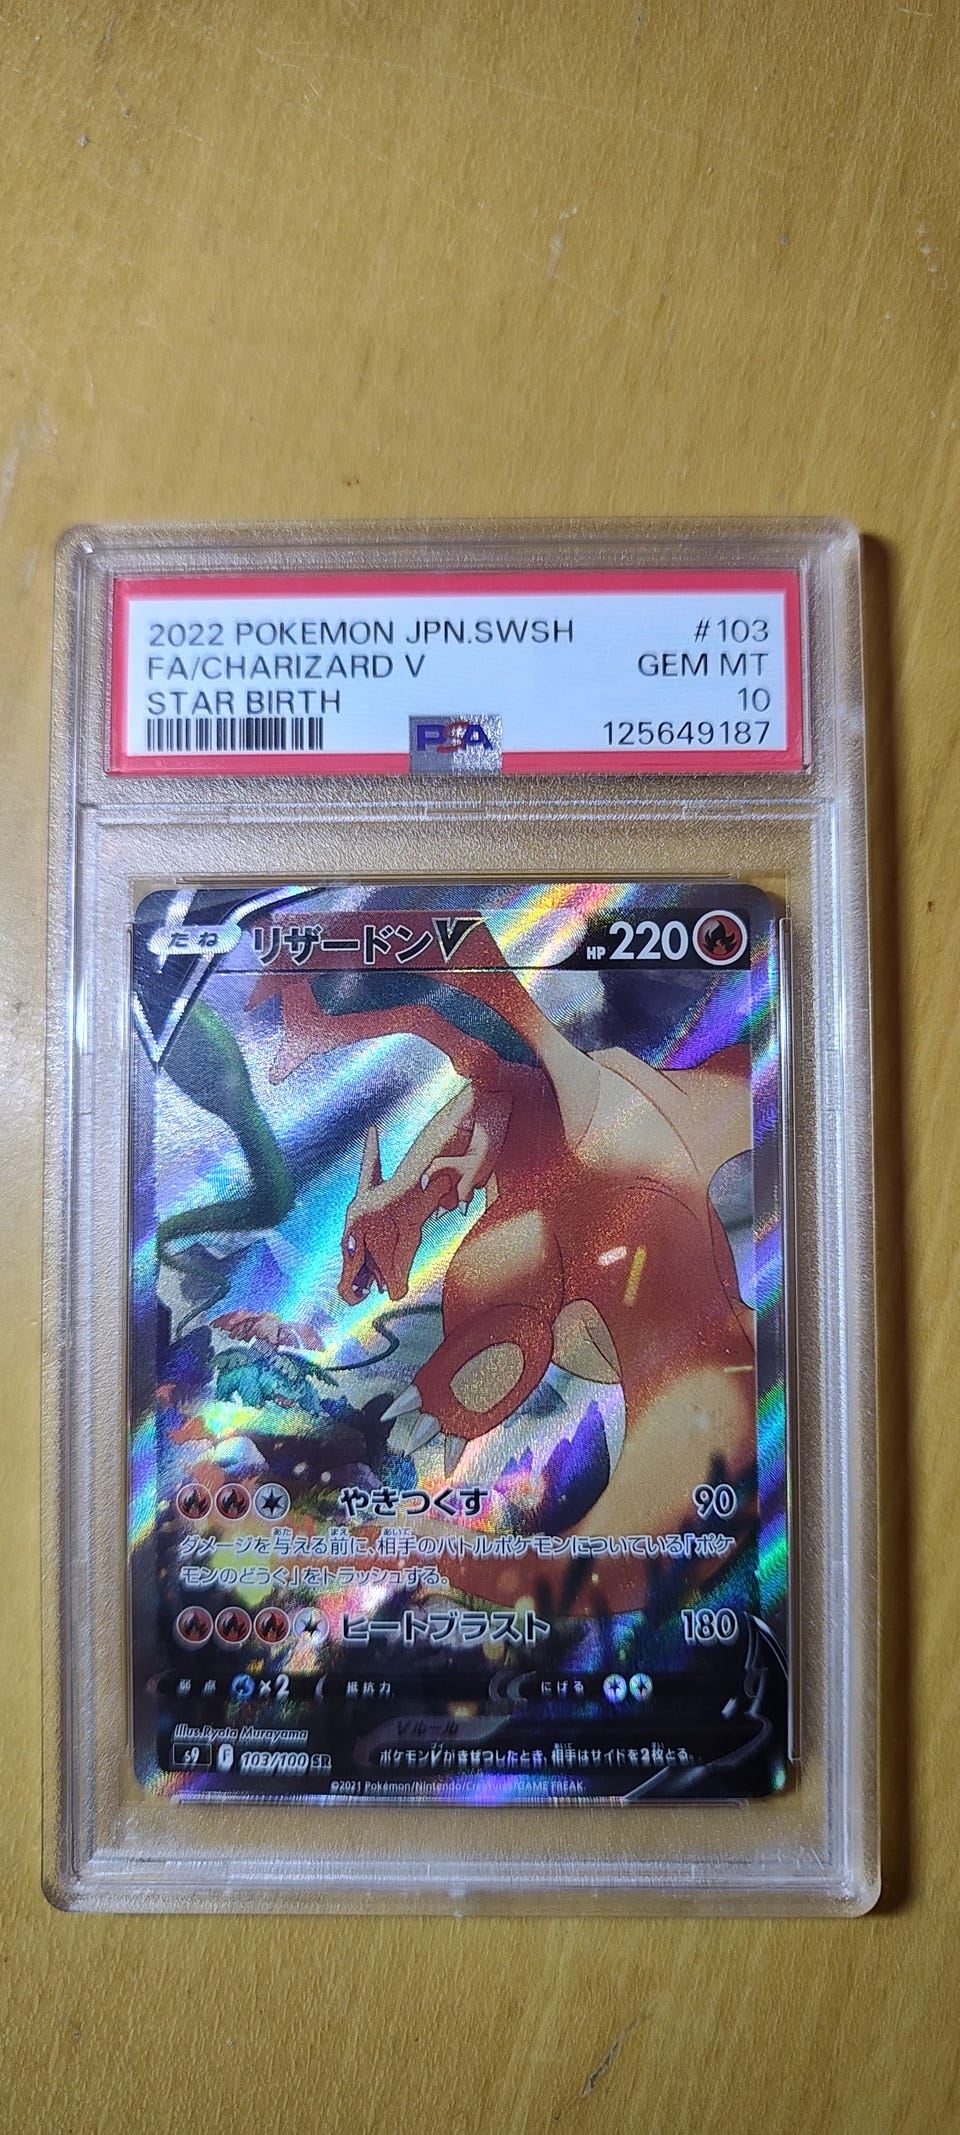 2022 POKEMON JPN.SWSH #103
FA/CHARIZARD V GEM MT
STAR BIRTH 10
PSA 125649187
たね リザードンV HP 220
やきつくす 90
ダメージを与える前に、相手のバトルポケモンについている「ポケ
モンのどうぐ」をトラッシュする。
ヒートブラスト 180
弱点 ×2 抵抗力 にげる
Illus. Ryota Murayama
Vルール
s9 F 103/100 SR ポケモンVがきぜつしたとき、相手はサイドを2枚とる。
©2021 Pokémon/Nintendo/Creatures/GAME FREAK.